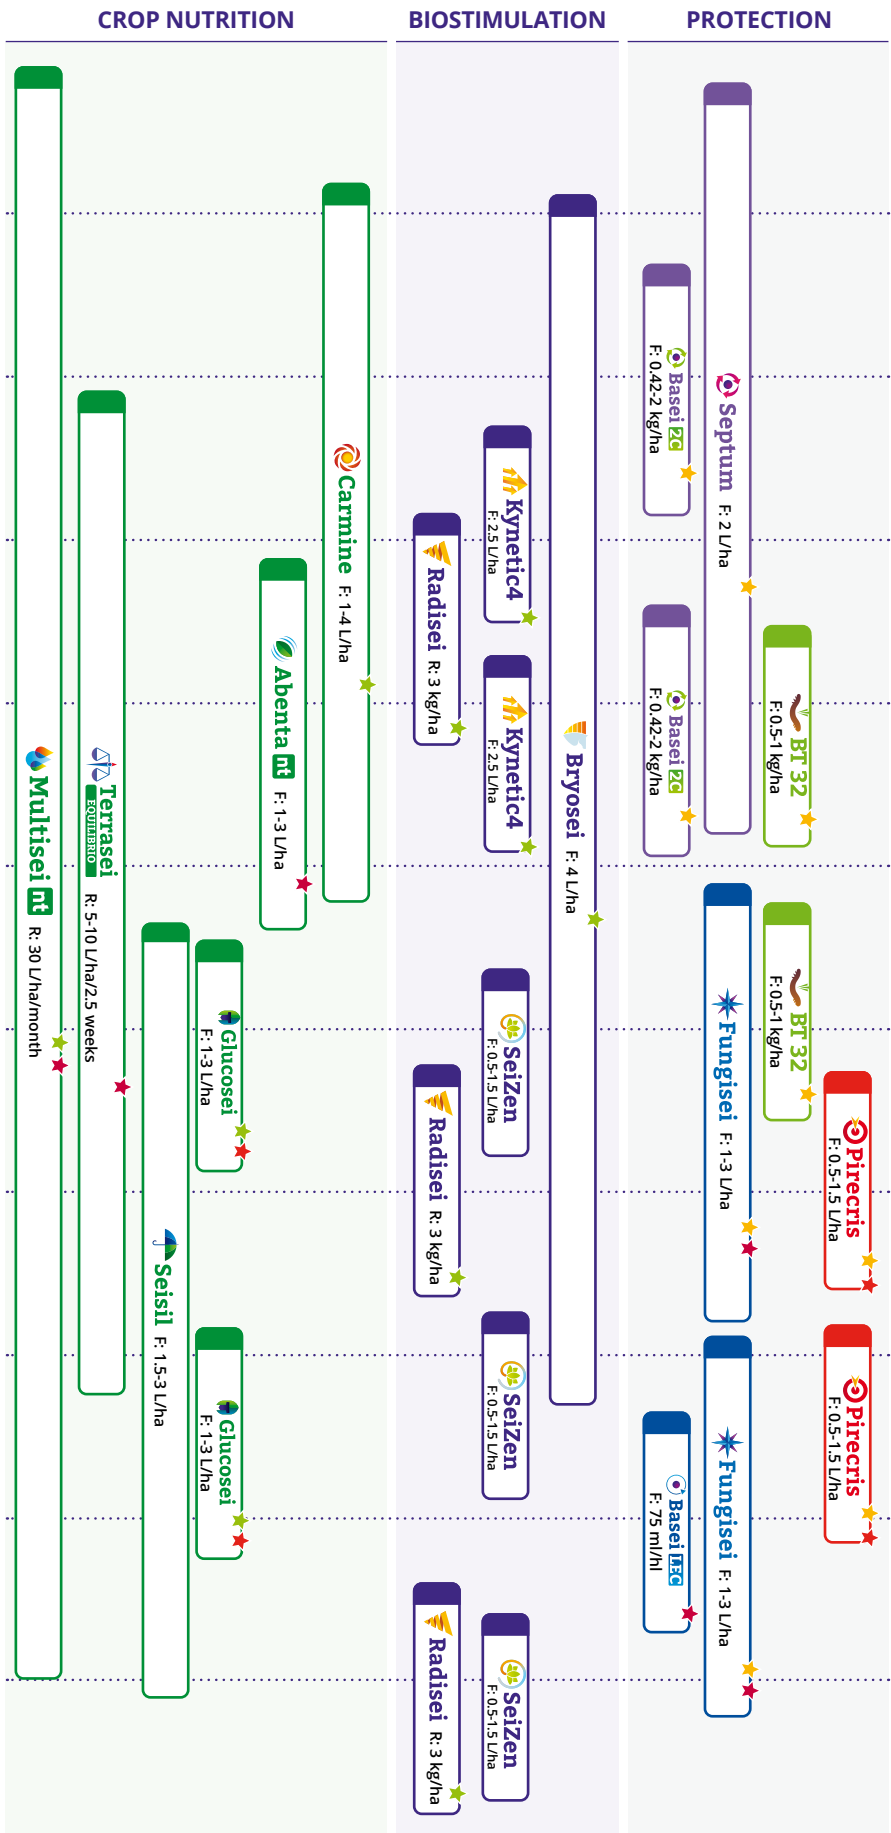 CROP NUTRITION
BIOSTIMULATION
PROTECTION
Multisei nt R: 30 L/ha/month
Terrasei
EQUILIBRIO
R: 5-10 L/ha/2.5 weeks
Seisil F: 1.5-3 L/ha
Glucosei
F: 1-3 L/ha
Glucosei
F: 1-3 L/ha
Abenta nt F: 1-3 L/ha
Carmine F: 1-4 L/ha
Radisei R: 3 kg/ha
Radisei R: 3 kg/ha
Radisei R: 3 kg/ha
Kynetic4
F: 2.5 L/ha
Kynetic4
F: 2.5 L/ha
SeiZen
F: 0.5-1.5 L/ha
SeiZen
F: 0.5-1.5 L/ha
SeiZen
F: 0.5-1.5 L/ha
Bryosei F: 4 L/ha
Basei 2C
F: 0.42-2 kg/ha
Basei 2C
F: 0.42-2 kg/ha
Basei LEC
F: 75 ml/hl
Septum F: 2 L/ha
Fungisei F: 1-3 L/ha
Fungisei F: 1-3 L/ha
BT 32
F: 0.5-1 kg/ha
BT 32
F: 0.5-1 kg/ha
Pirecris
F: 0.5-1.5 L/ha
Pirecris
F: 0.5-1.5 L/ha